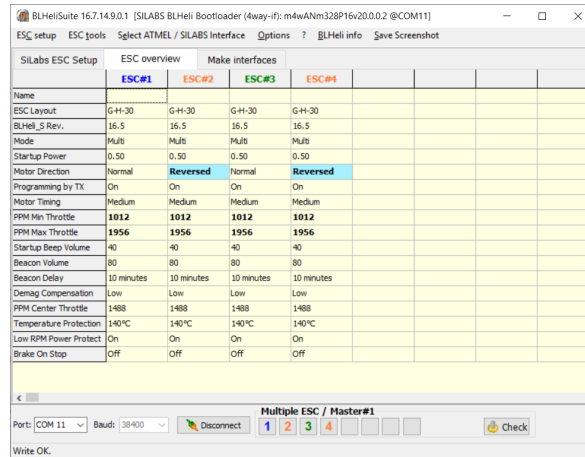 BLHeliSuite 16.7.14.9.0.1 [SILABS BLHeli Bootloader (4way-if): m4wANm328P16v20.0.0.2 @COM11]
ESC setup ESC tools Select ATMEL / SILABS Interface Options ? BLHeli info Save Screenshot
SiLabs ESC Setup ESC overview Make interfaces
ESC#1 ESC#2 ESC#3 ESC#4
Name
ESC Layout G-H-30 G-H-30 G-H-30 G-H-30
BLHeli_S Rev. 16.5 16.5 16.5 16.5
Mode Multi Multi Multi Multi
Startup Power 0.50 0.50 0.50 0.50
Motor Direction Normal Reversed Normal Reversed
Programming by TX On On On On
Motor Timing Medium Medium Medium Medium
PPM Min Throttle 1012 1012 1012 1012
PPM Max Throttle 1956 1956 1956 1956
Startup Beep Volume 40 40 40 40
Beacon Volume 80 80 80 80
Beacon Delay 10 minutes 10 minutes 10 minutes 10 minutes
Demag Compensation Low Low Low Low
PPM Center Throttle 1488 1488 1488 1488
Temperature Protection 140°C 140°C 140°C 140°C
Low RPM Power Protect On On On On
Brake On Stop Off Off Off Off
Multiple ESC / Master#1
Port: COM 11 Baud: 38400 Disconnect 1 2 3 4 Check
Write OK.